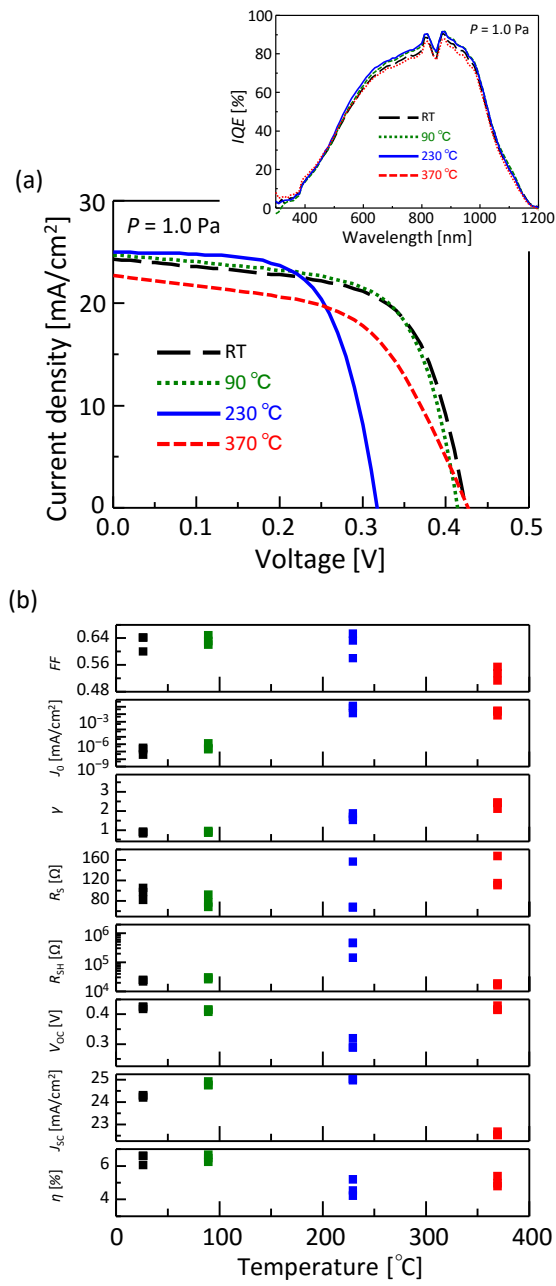 100
80
60
40
20
0
IQE [%]
P = 1.0 Pa
RT
90 °C
230 °C
370 °C
400 600 800 1000 1200
Wavelength [nm]
(a)
30
20
10
0
Current density [mA/cm²]
P = 1.0 Pa
RT
90 °C
230 °C
370 °C
0.0 0.1 0.2 0.3 0.4 0.5
Voltage [V]
(b)
0.64
0.56
0.48
FF
10⁻³
10⁻⁶
10⁻⁹
J₀ [mA/cm²]
3
2
1
γ
160
120
80
R_S [Ω]
10⁶
10⁵
10⁴
R_SH [Ω]
0.4
0.3
V_OC [V]
25
24
23
J_SC [mA/cm²]
6
4
η [%]
0 100 200 300 400
Temperature [°C]